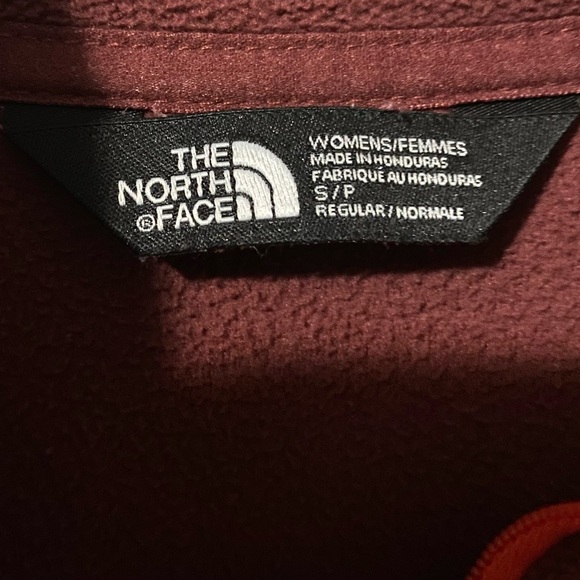 THE
NORTH
®FACE
WOMENS/FEMMES
MADE IN HONDURAS
FABRIQUÉ AU HONDURAS
S/P
REGULAR/NORMALE